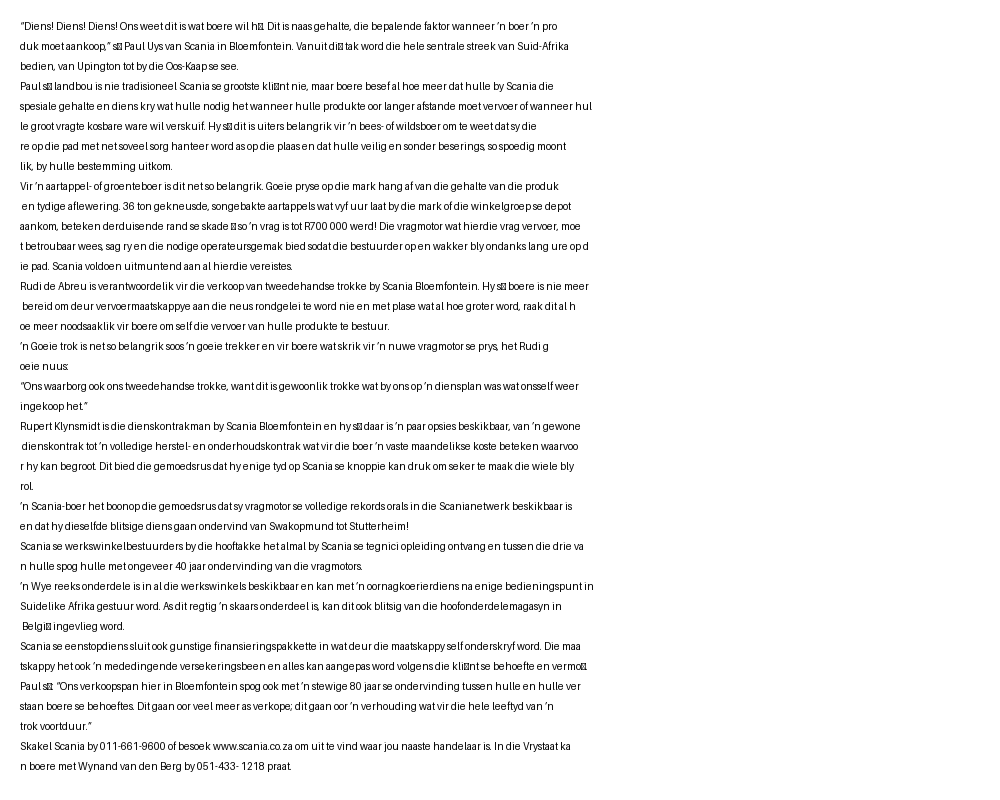 “Diens! Diens! Diens! Ons weet dit is wat boere wil h□. Dit is naas gehalte, die bepalende faktor wanneer ’n boer ’n pro
duk moet aankoop,” s□ Paul Uys van Scania in Bloemfontein. Vanuit di□ tak word die hele sentrale streek van Suid-Afrika
bedien, van Upington tot by die Oos-Kaap se see.
Paul s□ landbou is nie tradisioneel Scania se grootste kli□nt nie, maar boere besef al hoe meer dat hulle by Scania die
spesiale gehalte en diens kry wat hulle nodig het wanneer hulle produkte oor langer afstande moet vervoer of wanneer hul
le groot vragte kosbare ware wil verskuif. Hy s□ dit is uiters belangrik vir ’n bees- of wildsboer om te weet dat sy die
re op die pad met net soveel sorg hanteer word as op die plaas en dat hulle veilig en sonder beserings, so spoedig moont
lik, by hulle bestemming uitkom.
Vir ’n aartappel- of groenteboer is dit net so belangrik. Goeie pryse op die mark hang af van die gehalte van die produk
en tydige aflewering. 36 ton gekneusde, songebakte aartappels wat vyf uur laat by die mark of die winkelgroep se depot
aankom, beteken derduisende rand se skade □ so ’n vrag is tot R700 000 werd! Die vragmotor wat hierdie vrag vervoer, moe
t betroubaar wees, sag ry en die nodige operateursgemak bied sodat die bestuurder op en wakker bly ondanks lang ure op d
ie pad. Scania voldoen uitmuntend aan al hierdie vereistes.
Rudi de Abreu is verantwoordelik vir die verkoop van tweedehandse trokke by Scania Bloemfontein. Hy s□ boere is nie meer
bereid om deur vervoermaatskappye aan die neus rondgelei te word nie en met plase wat al hoe groter word, raak dit al h
oe meer noodsaaklik vir boere om self die vervoer van hulle produkte te bestuur.
’n Goeie trok is net so belangrik soos ’n goeie trekker en vir boere wat skrik vir ’n nuwe vragmotor se prys, het Rudi g
oeie nuus:
“Ons waarborg ook ons tweedehandse trokke, want dit is gewoonlik trokke wat by ons op ’n diensplan was wat onsself weer
ingekoop het.”
Rupert Klynsmidt is die dienskontrakman by Scania Bloemfontein en hy s□ daar is ’n paar opsies beskikbaar, van ’n gewone
dienskontrak tot ’n volledige herstel- en onderhoudskontrak wat vir die boer ’n vaste maandelikse koste beteken waarvoo
r hy kan begroot. Dit bied die gemoedsrus dat hy enige tyd op Scania se knoppie kan druk om seker te maak die wiele bly
rol.
’n Scania-boer het boonop die gemoedsrus dat sy vragmotor se volledige rekords orals in die Scanianetwerk beskikbaar is
en dat hy dieselfde blitsige diens gaan ondervind van Swakopmund tot Stutterheim!
Scania se werkswinkelbestuurders by die hooftakke het almal by Scania se tegnici opleiding ontvang en tussen die drie va
n hulle spog hulle met ongeveer 40 jaar ondervinding van die vragmotors.
’n Wye reeks onderdele is in al die werkswinkels beskikbaar en kan met ’n oornagkoerierdiens na enige bedieningspunt in
Suidelike Afrika gestuur word. As dit regtig ’n skaars onderdeel is, kan dit ook blitsig van die hoofonderdelemagasyn in
Belgi□ ingevlieg word.
Scania se eenstopdiens sluit ook gunstige finansieringspakkette in wat deur die maatskappy self onderskryf word. Die maa
tskappy het ook ’n mededingende versekeringsbeen en alles kan aangepas word volgens die kli□nt se behoefte en vermo□.
Paul s□: “Ons verkoopspan hier in Bloemfontein spog ook met ’n stewige 80 jaar se ondervinding tussen hulle en hulle ver
staan boere se behoeftes. Dit gaan oor veel meer as verkope; dit gaan oor ’n verhouding wat vir die hele leeftyd van ’n
trok voortduur.”
Skakel Scania by 011-661-9600 of besoek www.scania.co.za om uit te vind waar jou naaste handelaar is. In die Vrystaat ka
n boere met Wynand van den Berg by 051-433- 1218 praat.